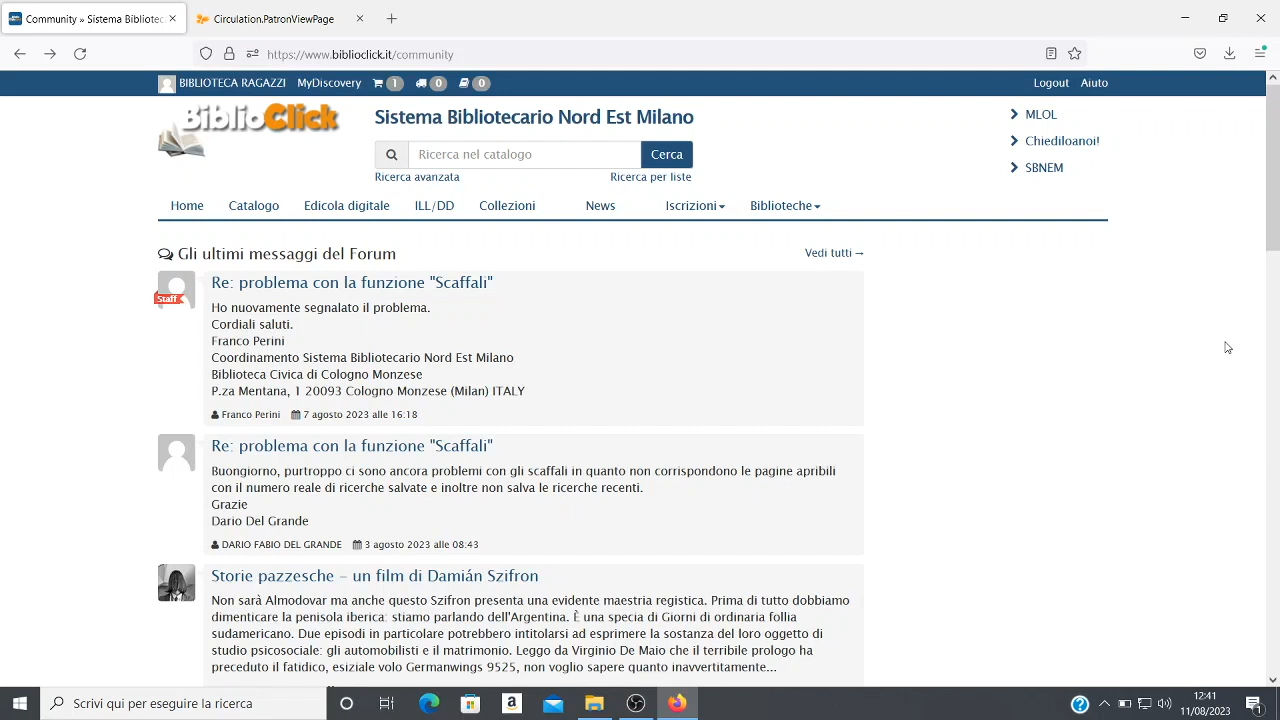 Community » Sistema Bibliotec
Circulation.PatronViewPage
https://www.biblioclick.it/community
BIBLIOTECA RAGAZZI MyDiscovery 1 0 0 Logout Aiuto
BiblioClick
Sistema Bibliotecario Nord Est Milano
Ricerca nel catalogo Cerca
Ricerca avanzata Ricerca per liste
MLOL
Chiediloanoi!
SBNEM
Home Catalogo Edicola digitale ILL/DD Collezioni News Iscrizioni Biblioteche
Gli ultimi messaggi del Forum Vedi tutti →
Re: problema con la funzione "Scaffali"
Staff
Ho nuovamente segnalato il problema.
Cordiali saluti.
Franco Perini
Coordinamento Sistema Bibliotecario Nord Est Milano
Biblioteca Civica di Cologno Monzese
P.za Mentana, 1 20093 Cologno Monzese (Milan) ITALY
Franco Perini 7 agosto 2023 alle 16:18
Re: problema con la funzione "Scaffali"
Buongiorno, purtroppo ci sono ancora problemi con gli scaffali in quanto non corrispondono le pagine apribili
con il numero reale di ricerche salvate e inoltre non salva le ricerche recenti.
Grazie
Dario Del Grande
DARIO FABIO DEL GRANDE 3 agosto 2023 alle 08:43
Storie pazzesche - un film di Damián Szifron
Non sarà Almodovar ma anche questo Szifron presenta una evidente maestria registica. Prima di tutto dobbiamo
dimenticare la penisola iberica: stiamo parlando dell'Argentina. È una specia di Giorni di ordinaria follia
sudamericano. Due episodi in particolare potrebbero intitolarsi ad esprimere la sostanza del loro oggetto di
studio psicosociale: gli automobilisti e il matrimonio. Leggo da Virginio De Maio che il terribile prologo ha
preceduto il fatidico, esiziale volo Germanwings 9525, non voglio sapere quanto inavvertitamente...
Scrivi qui per eseguire la ricerca
12:41
11/08/2023
1